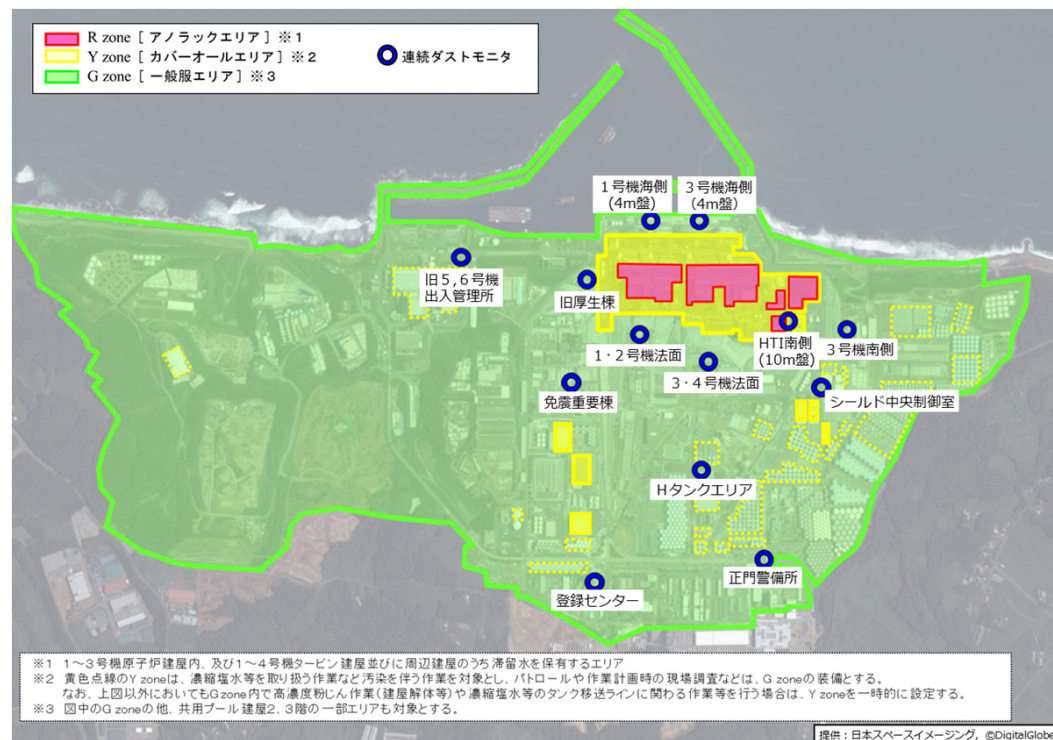 R zone [ アノラックエリア ] ※1
Y zone [ カバーオールエリア ] ※2
G zone [ 一般服エリア ] ※3
連続ダストモニタ
1号機海側
(4m盤)
3号機海側
(4m盤)
旧5,6号機
出入管理所
旧厚生棟
1・2号機法面
3・4号機法面
HTI南側
(10m盤)
3号機南側
免震重要棟
シールド中央制御室
Hタンクエリア
正門警備所
登録センター
※1 1～3号機原子炉建屋内、及び1～4号機タービン建屋並びに周辺建屋のうち滞留水を保有するエリア
※2 黄色点線のY zoneは、濃縮塩水等を取り扱う作業など汚染を伴う作業を対象とし、パトロールや作業計画時の現場調査などは、G zoneの装備とする。
なお、上図以外においてもG zone内で高濃度粉じん作業(建屋解体等)や濃縮塩水等のタンク移送ラインに関わる作業等を行う場合は、Y zoneを一時的に設定する。
※3 図中のG zoneの他、共用プール建屋2、3階の一部エリアも対象とする。
提供：日本スペースイメージング，©DigitalGlobe